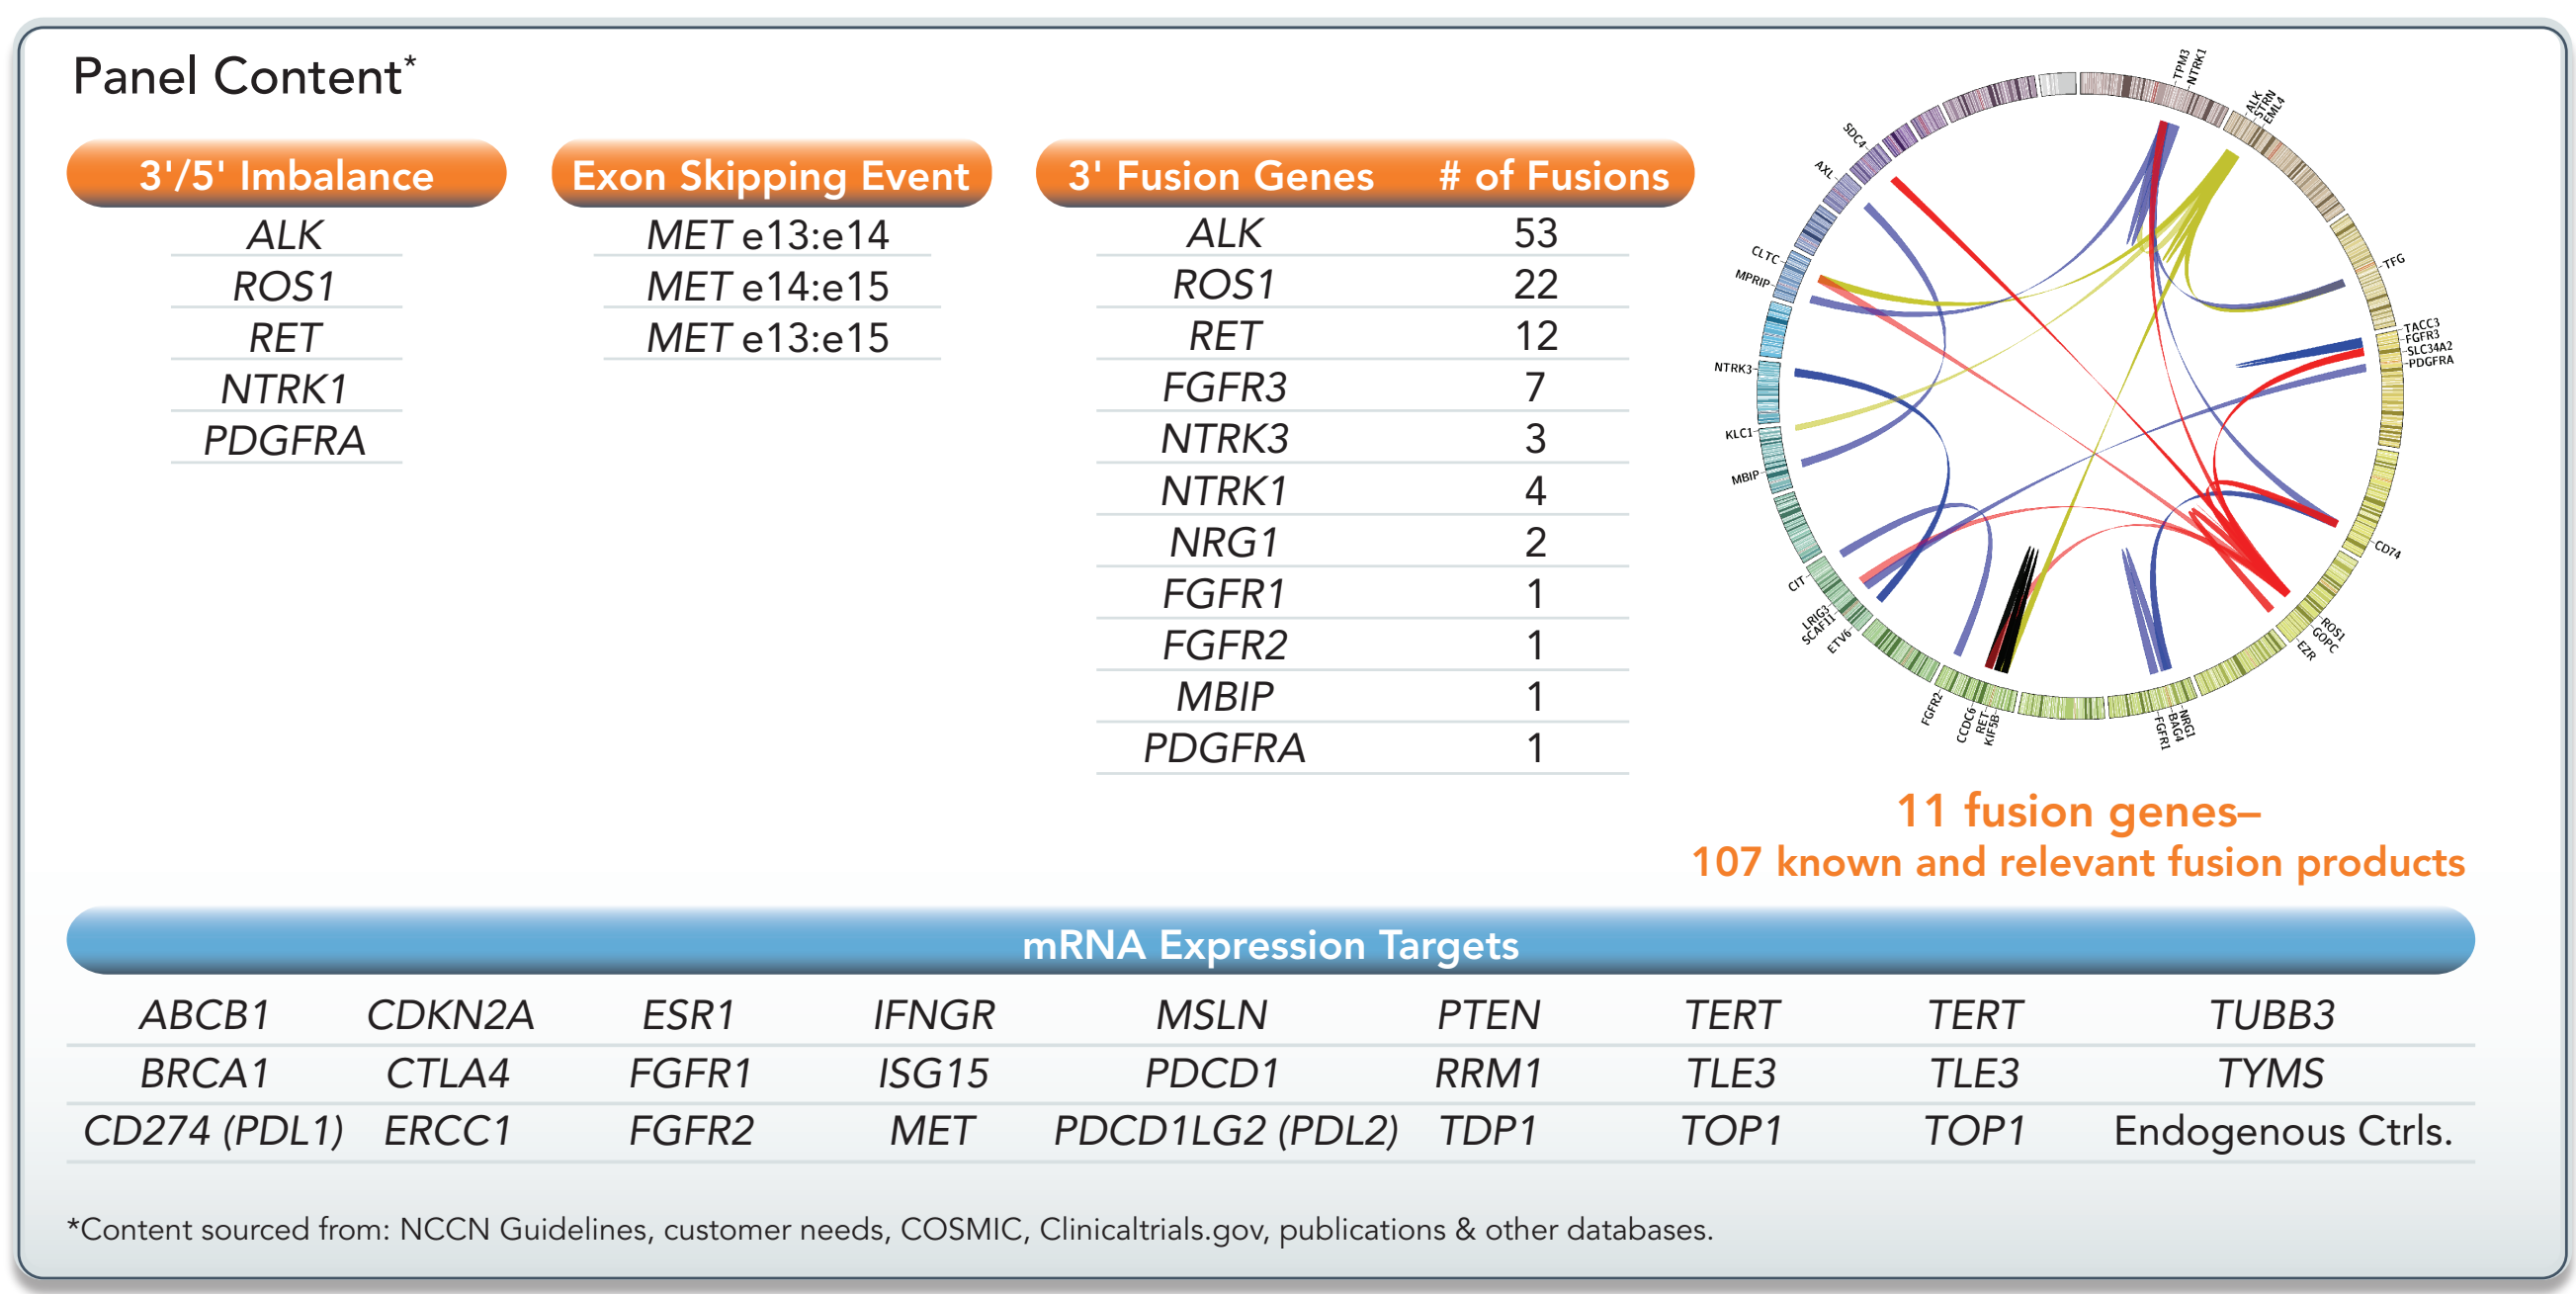 Panel Content*
3'/5' Imbalance
ALK
ROS1
RET
NTRK1
PDGFRA
Exon Skipping Event
MET e13:e14
MET e14:e15
MET e13:e15
3' Fusion Genes # of Fusions
ALK 53
ROS1 22
RET 12
FGFR3 7
NTRK3 3
NTRK1 4
NRG1 2
FGFR1 1
FGFR2 1
MBIP 1
PDGFRA 1
TPM3
NTRK1
ALK
STRN
EML4
TFG
TACC3
FGFR3
SLC34A2
PDGFRA
CD74
ROS1
GOPC
EZR
NRG1
BAG4
FGFR1
KIF5B
RET
CCDC6
FGFR2
ETV6
SCAF11
LRIG3
CIT
MBIP
KLC1
NTRK3
MPRIP
CLTC
AXL
SDC4
11 fusion genes–
107 known and relevant fusion products
mRNA Expression Targets
ABCB1 CDKN2A ESR1 IFNGR MSLN PTEN TERT TERT TUBB3
BRCA1 CTLA4 FGFR1 ISG15 PDCD1 RRM1 TLE3 TLE3 TYMS
CD274 (PDL1) ERCC1 FGFR2 MET PDCD1LG2 (PDL2) TDP1 TOP1 TOP1 Endogenous Ctrls.
*Content sourced from: NCCN Guidelines, customer needs, COSMIC, Clinicaltrials.gov, publications & other databases.